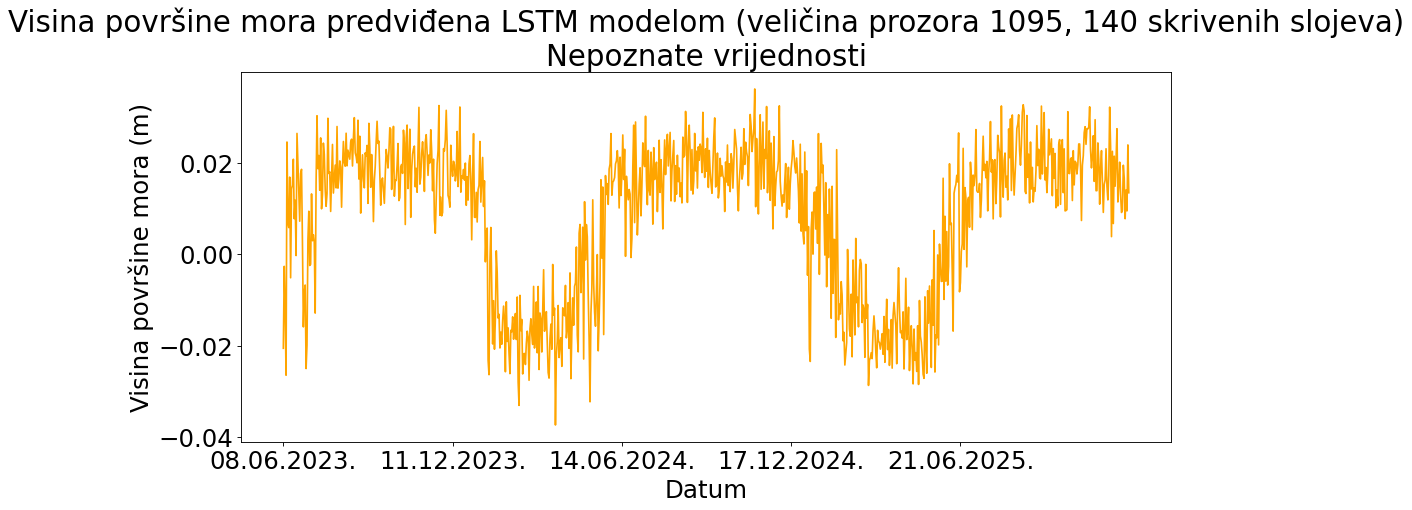 Visina površine mora predviđena LSTM modelom (veličina prozora 1095, 140 skrivenih slojeva)
Nepoznate vrijednosti
Visina površine mora (m)
0.02
0.00
−0.02
−0.04
08.06.2023. 11.12.2023. 14.06.2024. 17.12.2024. 21.06.2025.
Datum